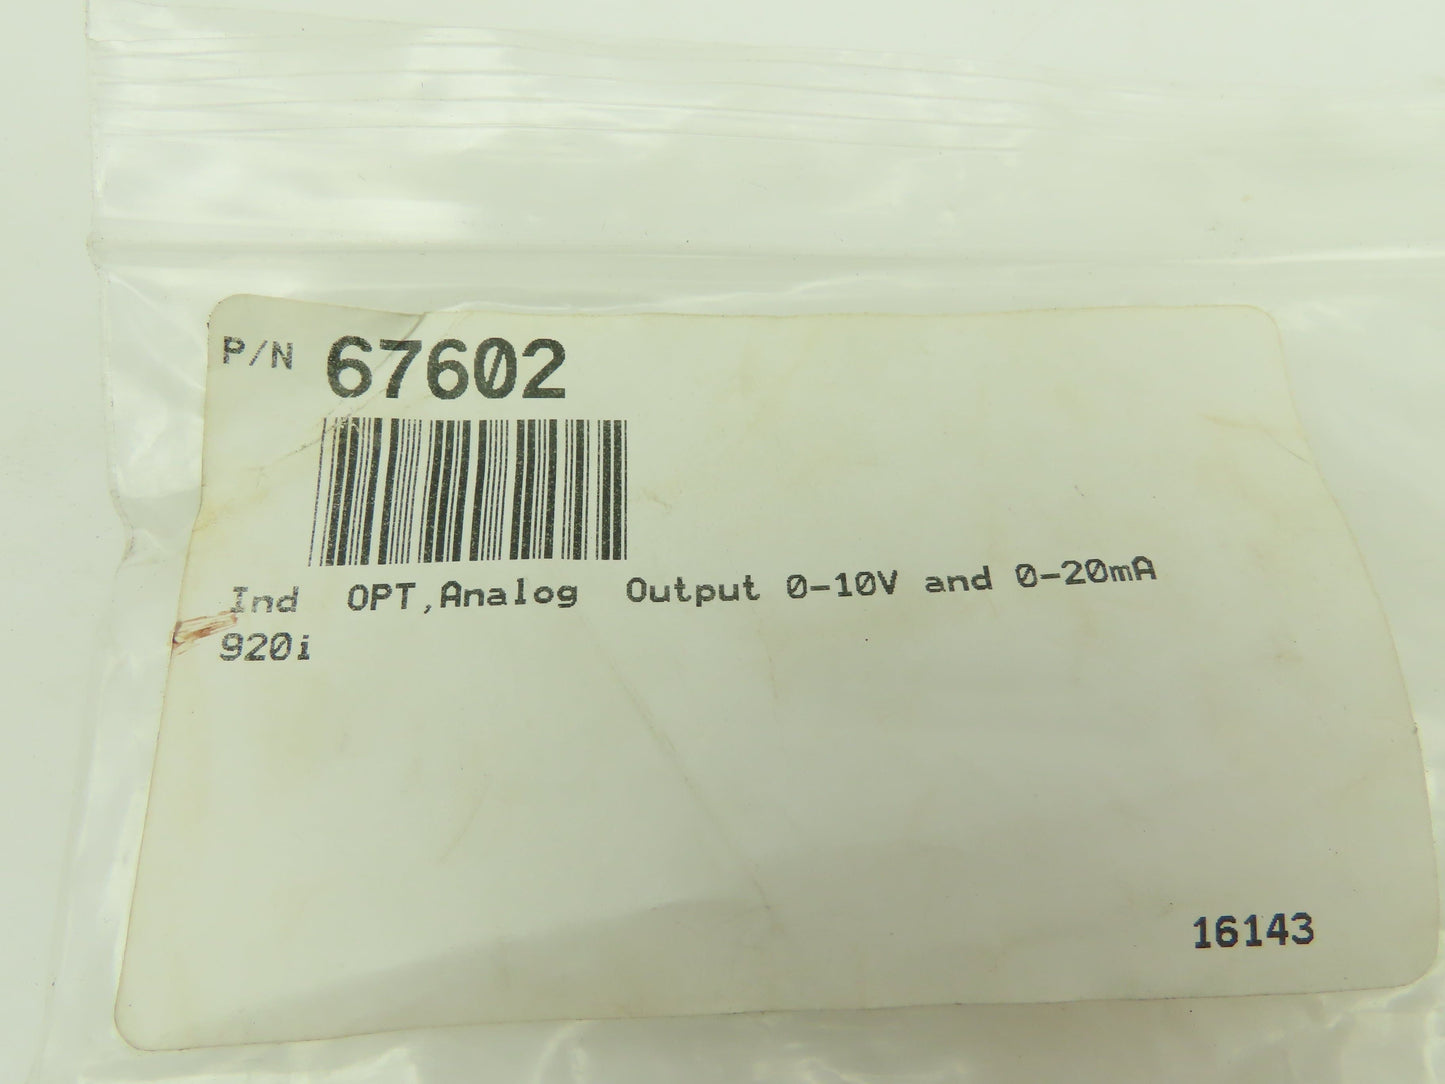 P/N 67602
Ind OPT,Analog Output 0-10V and 0-20mA
920i
16143